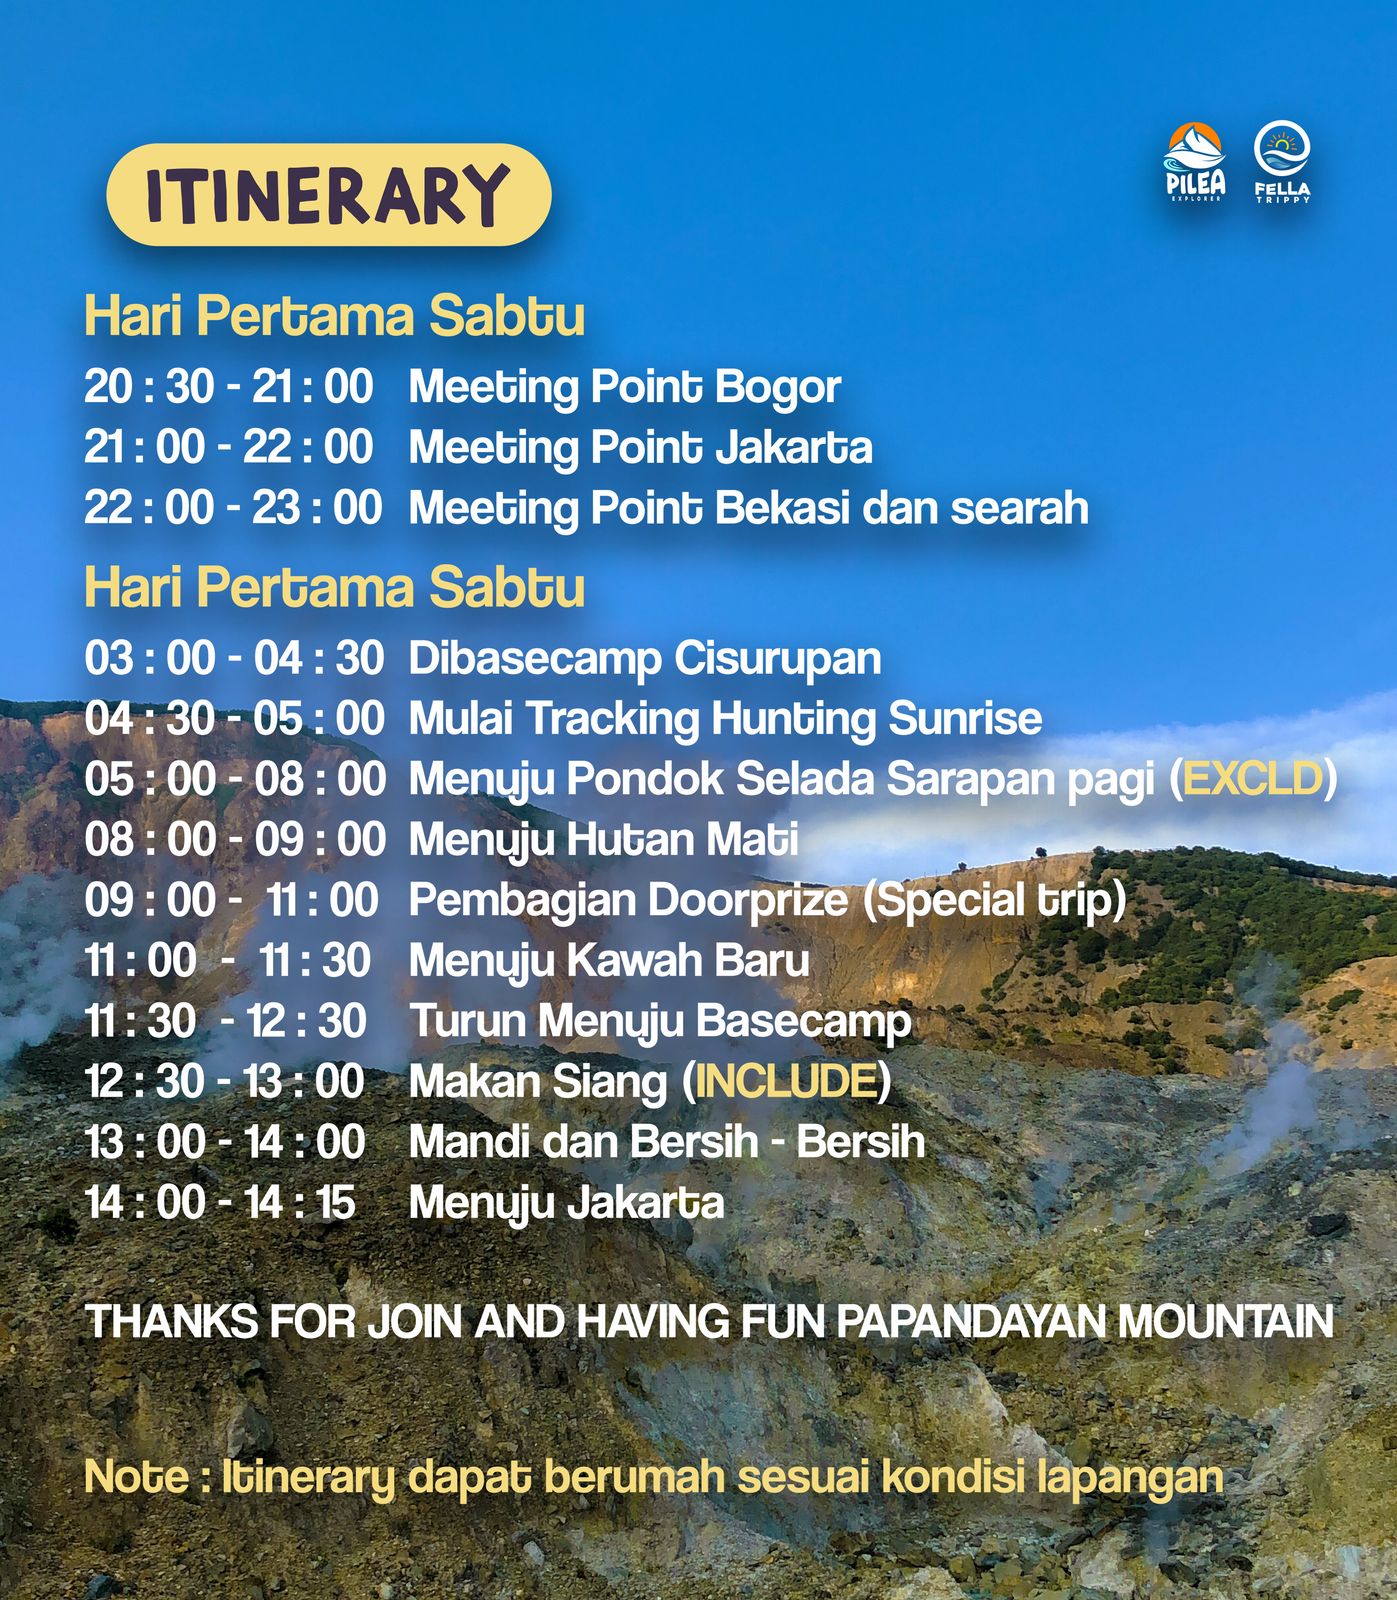 ITINERARY
PILEA
EXPLORER
FELLA
TRIPPY
Hari Pertama Sabtu
20 : 30 - 21 : 00 Meeting Point Bogor
21 : 00 - 22 : 00 Meeting Point Jakarta
22 : 00 - 23 : 00 Meeting Point Bekasi dan searah
Hari Pertama Sabtu
03 : 00 - 04 : 30 Dibasecamp Cisurupan
04 : 30 - 05 : 00 Mulai Tracking Hunting Sunrise
05 : 00 - 08 : 00 Menuju Pondok Selada Sarapan pagi (EXCLD)
08 : 00 - 09 : 00 Menuju Hutan Mati
09 : 00 - 11 : 00 Pembagian Doorprize (Special trip)
11 : 00 - 11 : 30 Menuju Kawah Baru
11 : 30 - 12 : 30 Turun Menuju Basecamp
12 : 30 - 13 : 00 Makan Siang (INCLUDE)
13 : 00 - 14 : 00 Mandi dan Bersih - Bersih
14 : 00 - 14 : 15 Menuju Jakarta
THANKS FOR JOIN AND HAVING FUN PAPANDAYAN MOUNTAIN
Note : Itinerary dapat berumah sesuai kondisi lapangan